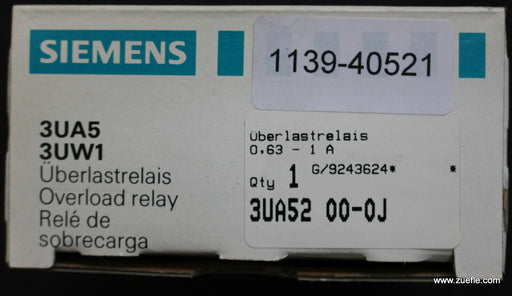 SIEMENS
1139-40521
3UA5
3UW1
Überlastrelais
Overload relay
Relé de
sobrecarga
Überlastrelais
0,63 - 1 A
G/9243624*
*
Qty 1
3UA52 00-0J
www.zuefle.com